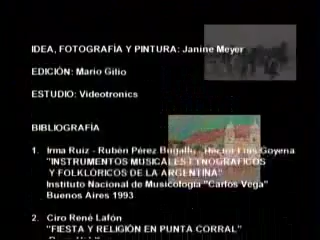 IDEA, FOTOGRAFÍA Y PINTURA: Janine Meyer
EDICIÓN: Mario Gilio
ESTUDIO: Videotronics
BIBLIOGRAFÍA
1. Irma Ruiz - Rubén Pérez Bugallo - Héctor Luis Goyena
"INSTRUMENTOS MUSICALES ETNOGRÁFICOS
Y FOLKLÓRICOS DE LA ARGENTINA"
Instituto Nacional de Musicología "Carlos Vega"
Buenos Aires 1993
2. Ciro René Lafón
"FIESTA Y RELIGIÓN EN PUNTA CORRAL"